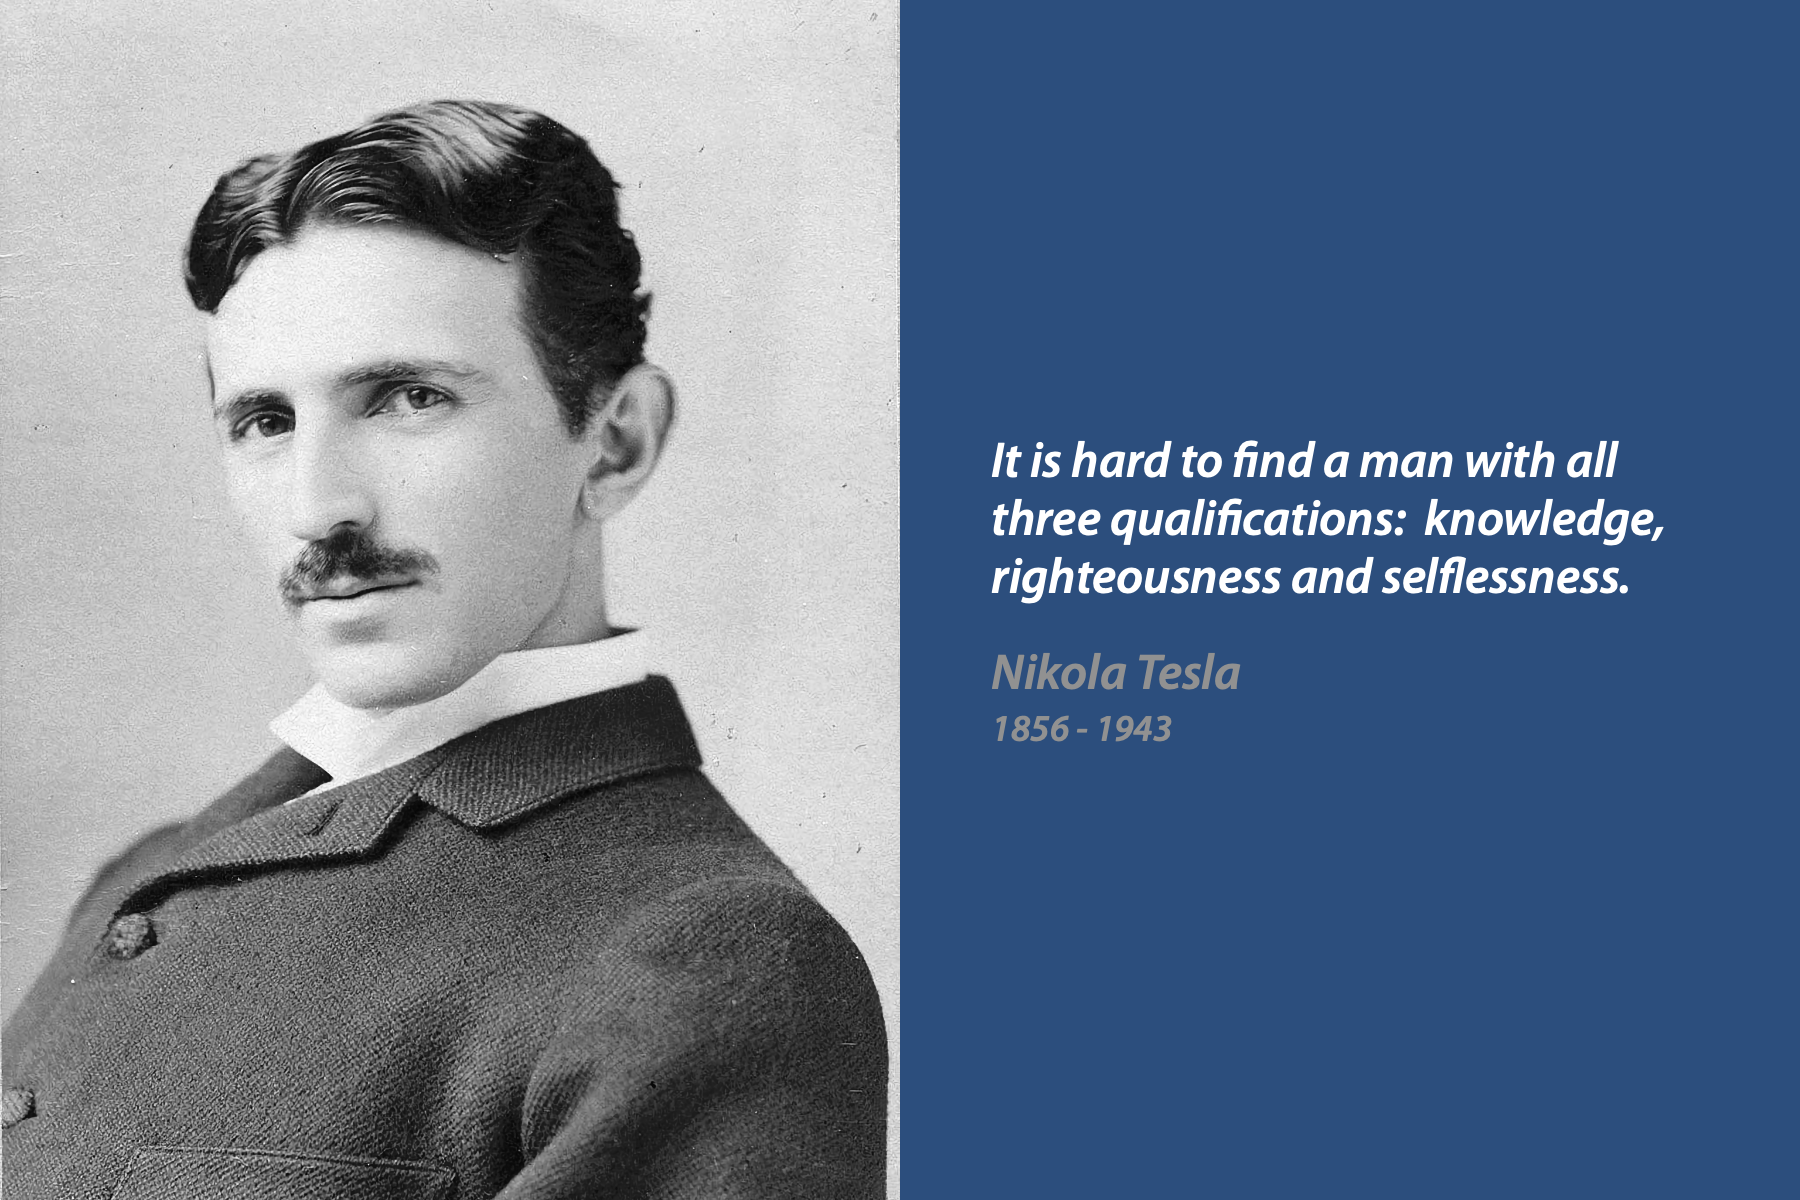 It is hard to find a man with all
three qualifications:  knowledge,
righteousness and selflessness.
Nikola Tesla
1856 - 1943